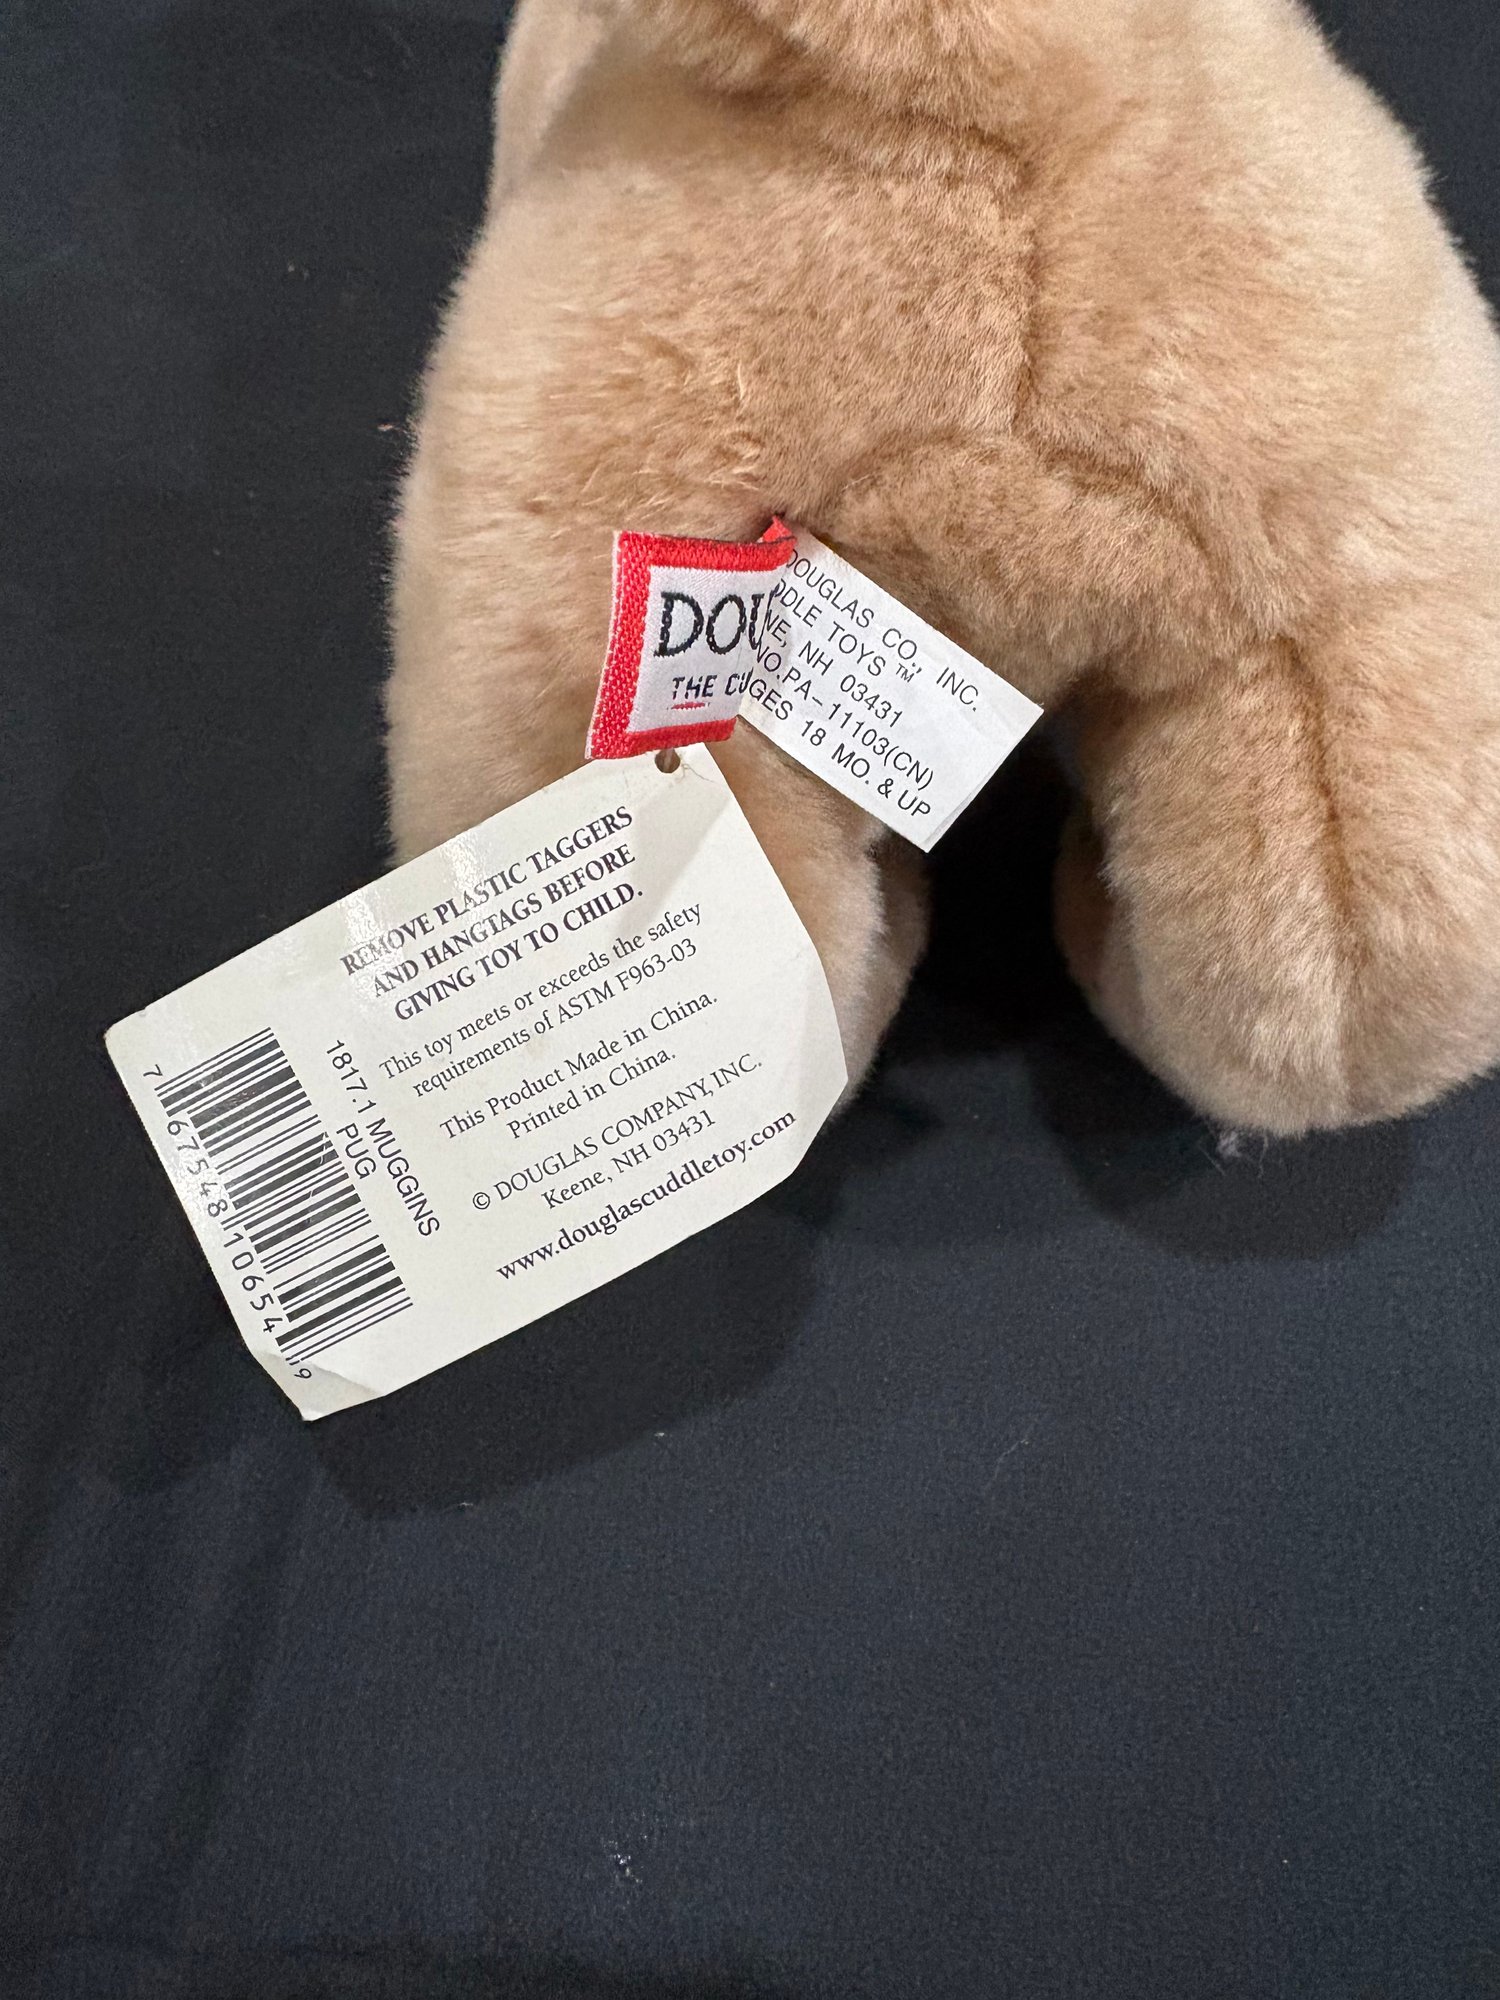 DOU
THE CU
DOUGLAS CO., INC.
DDLE TOYS™
NE, NH 03431
NO.PA-11103(CN)
GES 18 MO. & UP
REMOVE PLASTIC TAGGERS
AND HANGTAGS BEFORE
GIVING TOY TO CHILD.
This toy meets or exceeds the safety
requirements of ASTM F963-03
This Product Made in China.
Printed in China.
© DOUGLAS COMPANY, INC.
Keene, NH 03431
www.douglascuddletoy.com
1817.1 MUGGINS
PUG
7 67548 10654 9